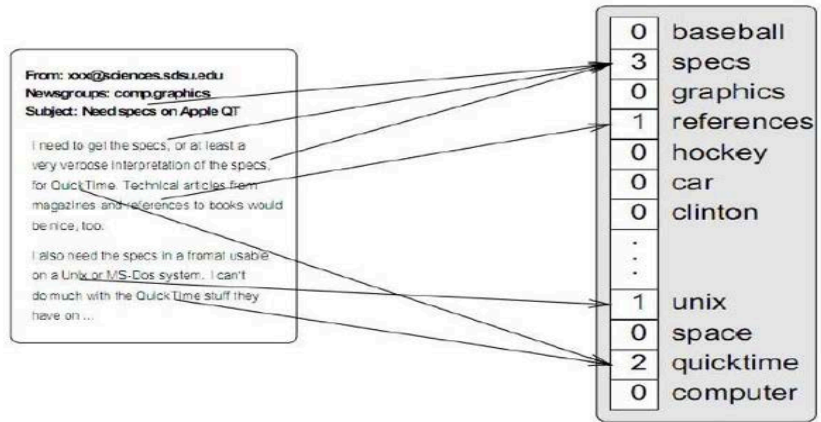 From: xxx@sciences.sdsu.edu
Newsgroups: comp.graphics
Subject: Need specs on Apple QT
I need to get the specs, or at least a
very verbose interpretation of the specs,
for QuickTime. Technical articles from
magazines and references to books would
be nice, too.
I also need the specs in a fromat usable
on a Unix or MS-Dos system. I can't
do much with the QuickTime stuff they
have on ...
0 baseball
3 specs
0 graphics
1 references
0 hockey
0 car
0 clinton
.
.
.
1 unix
0 space
2 quicktime
0 computer